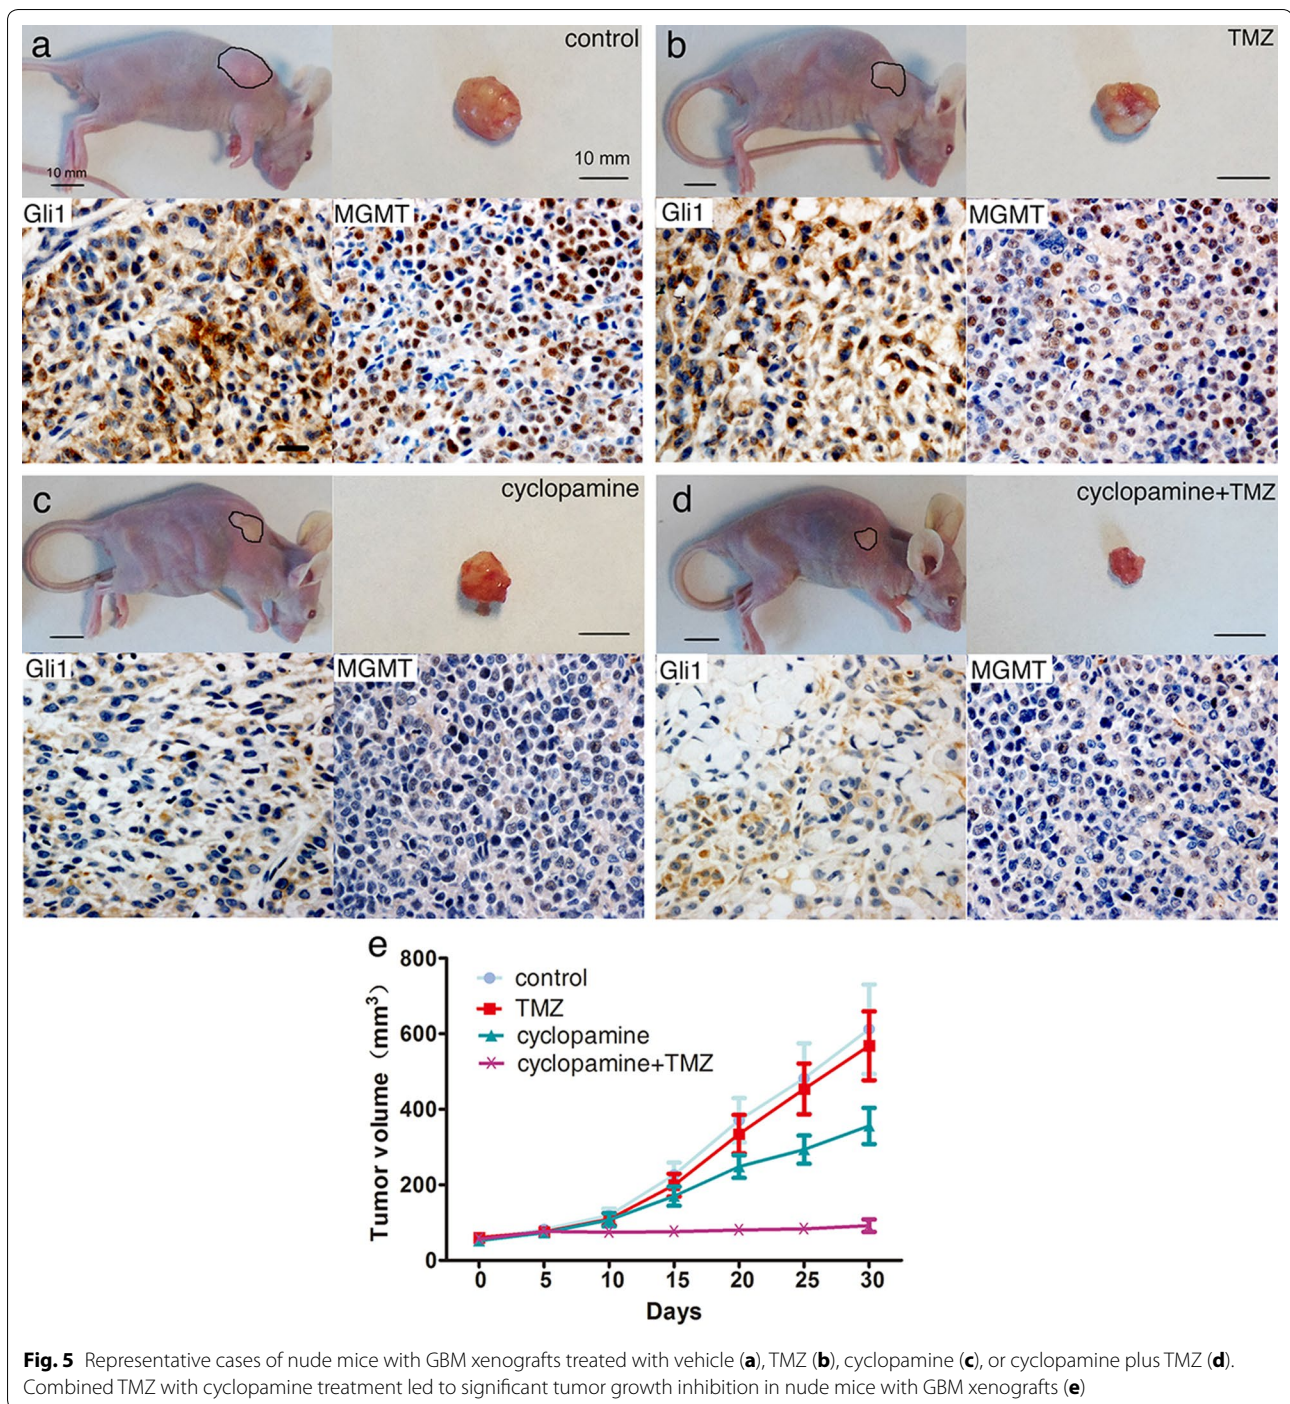 a
control
10 mm
10 mm
Gli1
MGMT
b
TMZ
Gli1
MGMT
c
cyclopamine
Gli1
MGMT
d
cyclopamine+TMZ
Gli1
MGMT
e
800
600
400
200
0
Tumor volume (mm³)
control
TMZ
cyclopamine
cyclopamine+TMZ
0 5 10 15 20 25 30
Days
Fig. 5 Representative cases of nude mice with GBM xenografts treated with vehicle (a), TMZ (b), cyclopamine (c), or cyclopamine plus TMZ (d).
Combined TMZ with cyclopamine treatment led to significant tumor growth inhibition in nude mice with GBM xenografts (e)